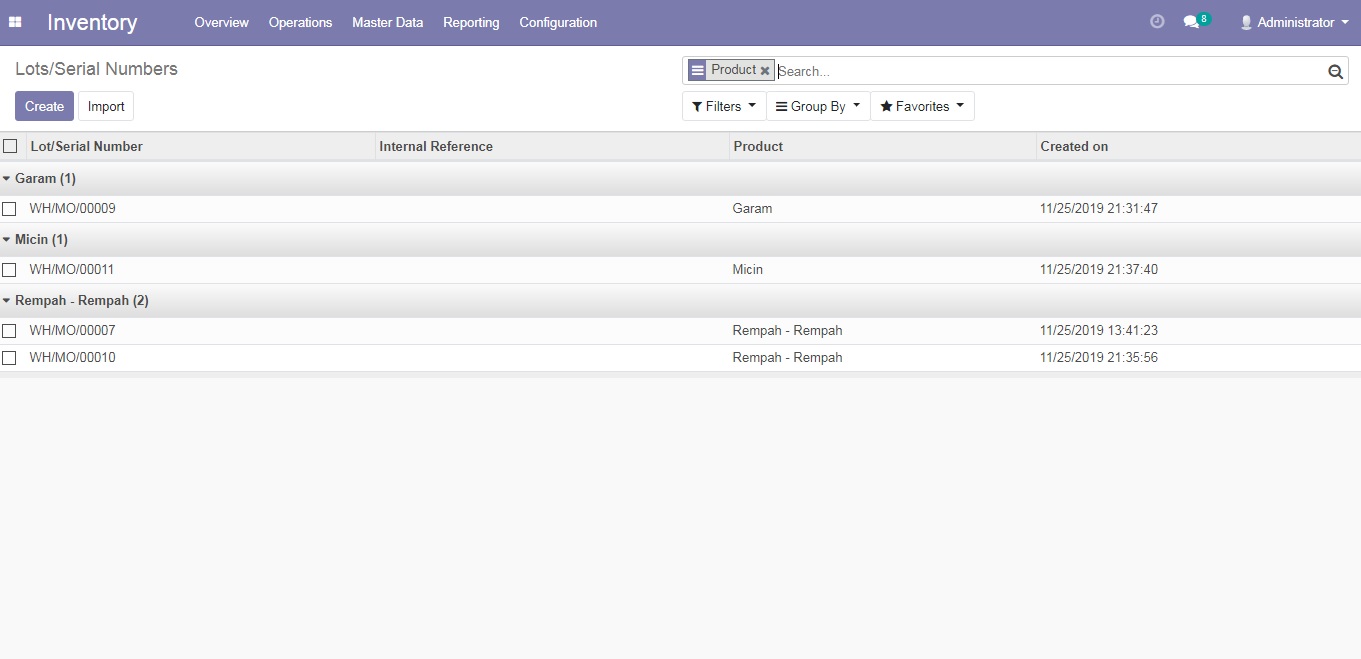 Inventory Overview Operations Master Data Reporting Configuration 8 Administrator
Lots/Serial Numbers Product Search...
Create Import Filters Group By Favorites
Lot/Serial Number Internal Reference Product Created on
Garam (1)
WH/MO/00009 Garam 11/25/2019 21:31:47
Micin (1)
WH/MO/00011 Micin 11/25/2019 21:37:40
Rempah - Rempah (2)
WH/MO/00007 Rempah - Rempah 11/25/2019 13:41:23
WH/MO/00010 Rempah - Rempah 11/25/2019 21:35:56